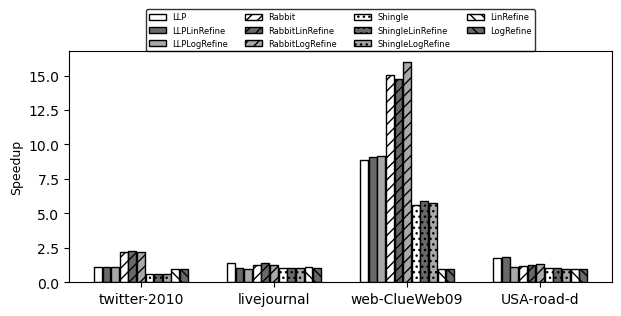 LLP Rabbit Shingle LinRefine
LLPLinRefine RabbitLinRefine ShingleLinRefine LogRefine
LLPLogRefine RabbitLogRefine ShingleLogRefine
15.0
12.5
10.0
7.5
5.0
2.5
0.0
Speedup
twitter-2010 livejournal web-ClueWeb09 USA-road-d